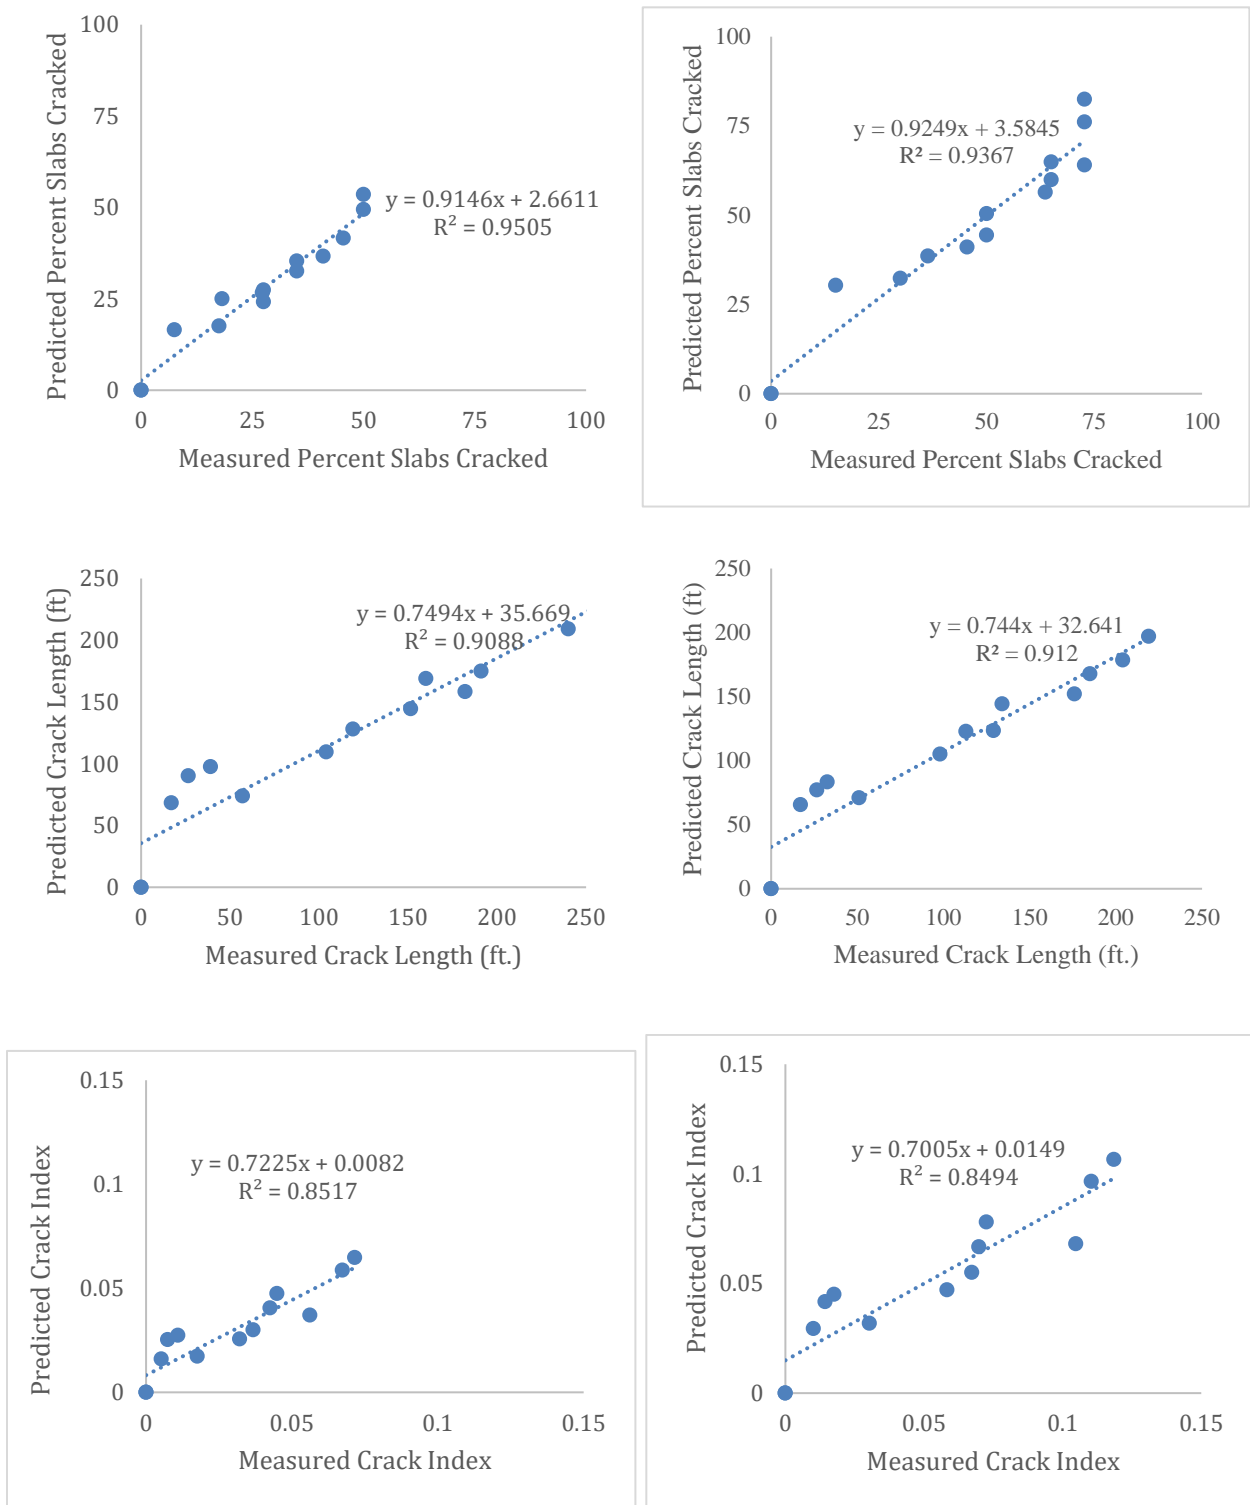 100
75
50
25
0
0 25 50 75 100
Predicted Percent Slabs Cracked
y = 0.9146x + 2.6611
R² = 0.9505
Measured Percent Slabs Cracked
100
75
50
25
0
0 25 50 75 100
Predicted Percent Slabs Cracked
y = 0.9249x + 3.5845
R² = 0.9367
Measured Percent Slabs Cracked
250
200
150
100
50
0
0 50 100 150 200 250
Predicted Crack Length (ft)
y = 0.7494x + 35.669
R² = 0.9088
Measured Crack Length (ft.)
250
200
150
100
50
0
0 50 100 150 200 250
Predicted Crack Length (ft)
y = 0.744x + 32.641
R² = 0.912
Measured Crack Length (ft.)
0.15
0.1
0.05
0
0 0.05 0.1 0.15
Predicted Crack Index
y = 0.7225x + 0.0082
R² = 0.8517
Measured Crack Index
0.15
0.1
0.05
0
0 0.05 0.1 0.15
Predicted Crack Index
y = 0.7005x + 0.0149
R² = 0.8494
Measured Crack Index